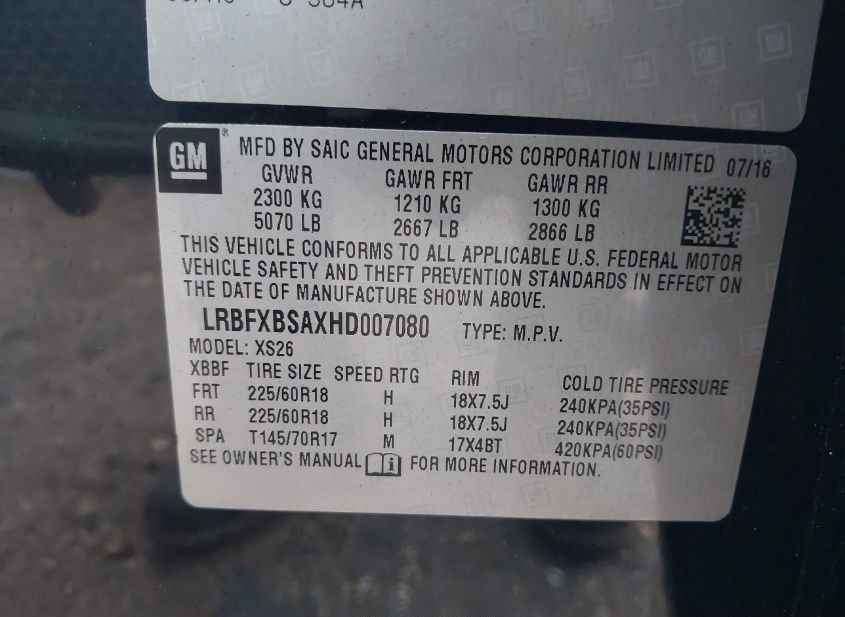 GM
MFD BY SAIC GENERAL MOTORS CORPORATION LIMITED 07/16
GVWR GAWR FRT GAWR RR
2300 KG 1210 KG 1300 KG
5070 LB 2667 LB 2866 LB
THIS VEHICLE CONFORMS TO ALL APPLICABLE U.S. FEDERAL MOTOR
VEHICLE SAFETY AND THEFT PREVENTION STANDARDS IN EFFECT ON
THE DATE OF MANUFACTURE SHOWN ABOVE.
LRBFXBSAXHD007080 TYPE: M.P.V.
MODEL: XS26
XBBF TIRE SIZE SPEED RTG RIM COLD TIRE PRESSURE
FRT 225/60R18 H 18X7.5J 240KPA(35PSI)
RR 225/60R18 H 18X7.5J 240KPA(35PSI)
SPA T145/70R17 M 17X4BT 420KPA(60PSI)
SEE OWNER'S MANUAL FOR MORE INFORMATION.